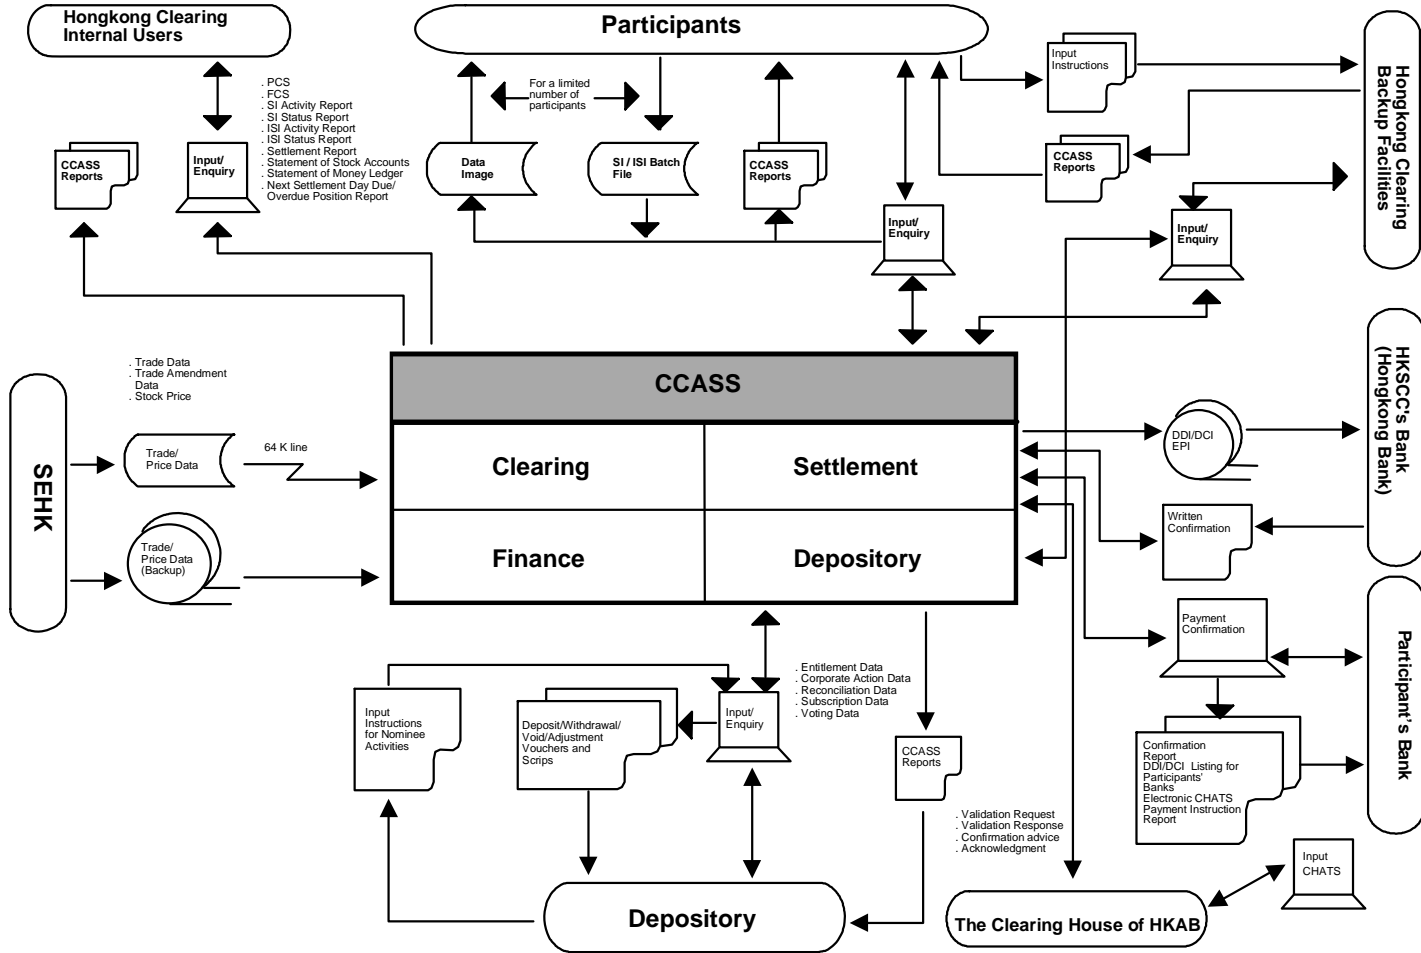 Hongkong Clearing
Internal Users
Participants
Input
Instructions
Hongkong Clearing
Backup Facilities
. PCS
. FCS
. SI Activity Report
. SI Status Report
. ISI Activity Report
. ISI Status Report
. Settlement Report
. Statement of Stock Accounts
. Statement of Money Ledger
. Next Settlement Day Due/
Overdue Position Report
For a limited
number of
participants
CCASS
Reports
Input/
Enquiry
Data
Image
SI / ISI Batch
File
CCASS
Reports
CCASS
Reports
Input/
Enquiry
Input/
Enquiry
. Trade Data
. Trade Amendment
Data
. Stock Price
SEHK
Trade/
Price Data
64 K line
Trade/
Price Data
(Backup)
CCASS
Clearing
Settlement
Finance
Depository
DDI/DCI
EPI
HKSCC's Bank
(Hongkong Bank)
Written
Confirmation
Payment
Confirmation
Participant's Bank
Confirmation
Report
DDI/DCI Listing for
Participants'
Banks
Electronic CHATS
Payment Instruction
Report
Input
Instructions
for Nominee
Activities
Deposit/Withdrawal/
Void/Adjustment
Vouchers and
Scrips
Input/
Enquiry
. Entitlement Data
. Corporate Action Data
. Reconciliation Data
. Subscription Data
. Voting Data
CCASS
Reports
. Validation Request
. Validation Response
. Confirmation advice
. Acknowledgment
Input
CHATS
Depository
The Clearing House of HKAB